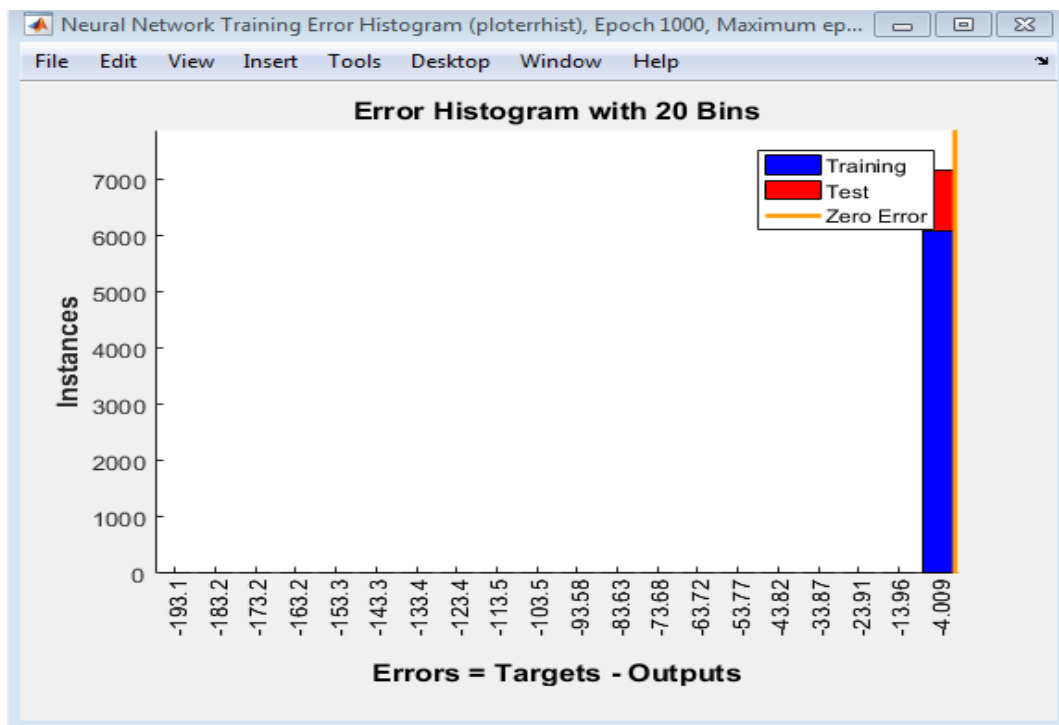 Neural Network Training Error Histogram (ploterrhist), Epoch 1000, Maximum ep...
File Edit View Insert Tools Desktop Window Help
Error Histogram with 20 Bins
Training
Test
Zero Error
Instances
7000
6000
5000
4000
3000
2000
1000
0
-193.1 -183.2 -173.2 -163.2 -153.3 -143.3 -133.4 -123.4 -113.5 -103.5 -93.58 -83.63 -73.68 -63.72 -53.77 -43.82 -33.87 -23.91 -13.96 -4.009
Errors = Targets - Outputs